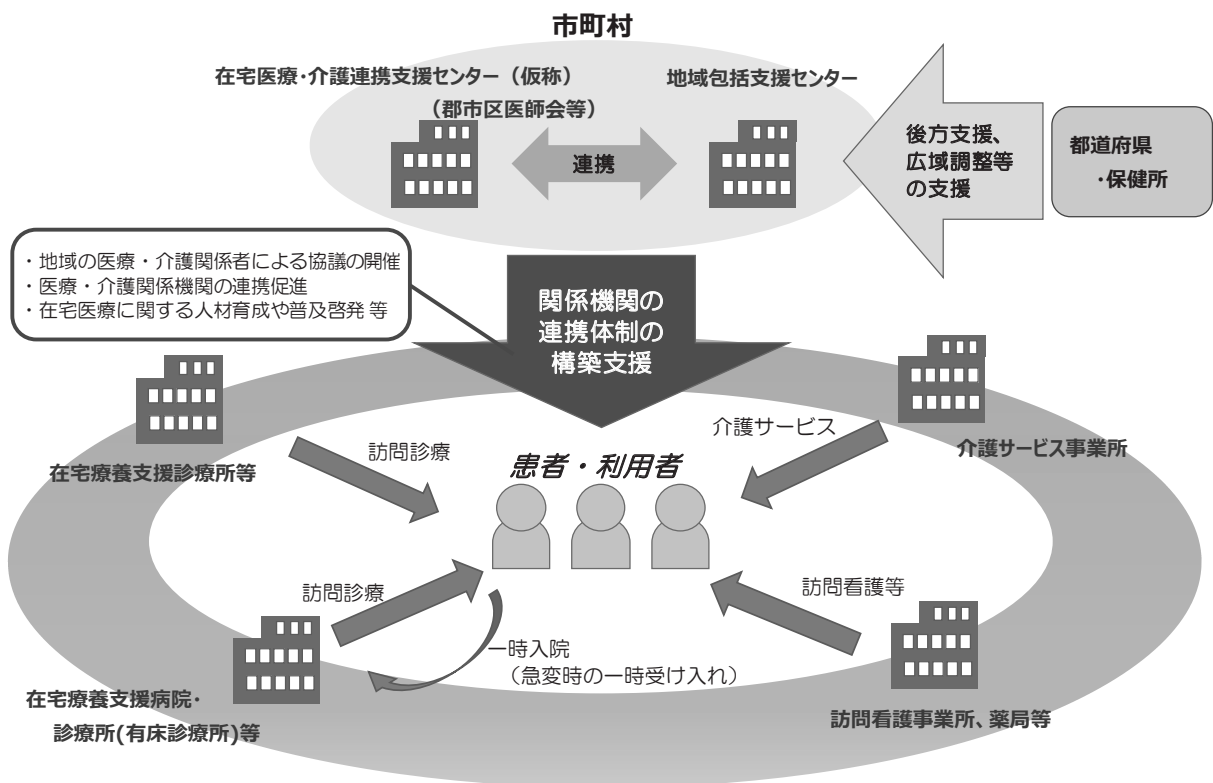 市町村
在宅医療・介護連携支援センター（仮称）
（郡市区医師会等）
地域包括支援センター
連携
後方支援、
広域調整等
の支援
都道府県
・保健所
・地域の医療・介護関係者による協議の開催
・医療・介護関係機関の連携促進
・在宅医療に関する人材育成や普及啓発 等
関係機関の
連携体制の
構築支援
在宅療養支援診療所等
訪問診療
患者・利用者
介護サービス
介護サービス事業所
訪問診療
一時入院
（急変時の一時受け入れ）
訪問看護等
在宅療養支援病院・
診療所(有床診療所)等
訪問看護事業所、薬局等